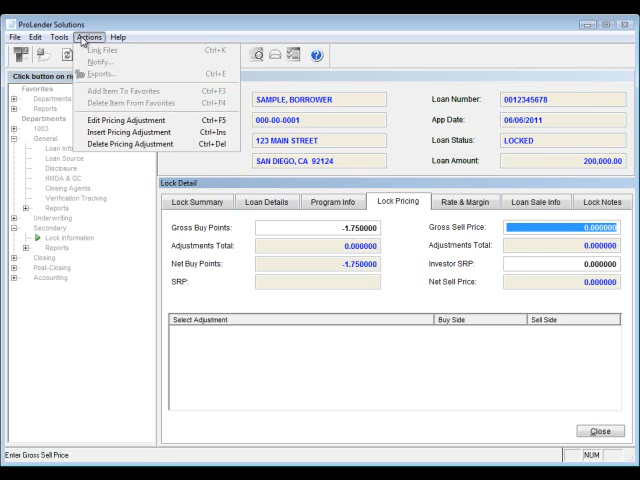 ProLender Solutions
File Edit Tools Actions Help
Link Files Ctrl+K
Notify...
Exports... Ctrl+E
Add Item To Favorites Ctrl+F3
Delete Item From Favorites Ctrl+F4
Edit Pricing Adjustment Ctrl+F5
Insert Pricing Adjustment Ctrl+Ins
Delete Pricing Adjustment Ctrl+Del
Click button on rig
Favorites
Departments
Reports
Departments
1003
General
Loan Info
Loan Source
Disclosure
HMDA & QC
Closing Agents
Verification Tracking
Reports
Underwriting
Secondary
Lock Information
Reports
Closing
Post-Closing
Accounting
SAMPLE, BORROWER Loan Number: 0012345678
000-00-0001 App Date: 06/06/2011
123 MAIN STREET Loan Status: LOCKED
SAN DIEGO, CA 92124 Loan Amount: 200,000.00
Lock Detail
Lock Summary Loan Details Program Info Lock Pricing Rate & Margin Loan Sale Info Lock Notes
Gross Buy Points: -1.750000 Gross Sell Price: 0.000000
Adjustments Total: 0.000000 Adjustments Total: 0.000000
Net Buy Points: -1.750000 Investor SRP: 0.000000
SRP: Net Sell Price: 0.000000
Select Adjustment Buy Side Sell Side
Close
Enter Gross Sell Price NUM